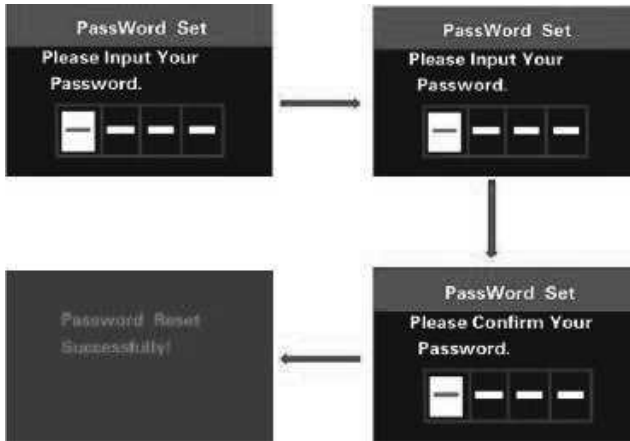 PassWord Set
Please Input Your
Password.
PassWord Set
Please Input Your
Password.
PassWord Set
Please Confirm Your
Password.
Password Reset
Successfully!